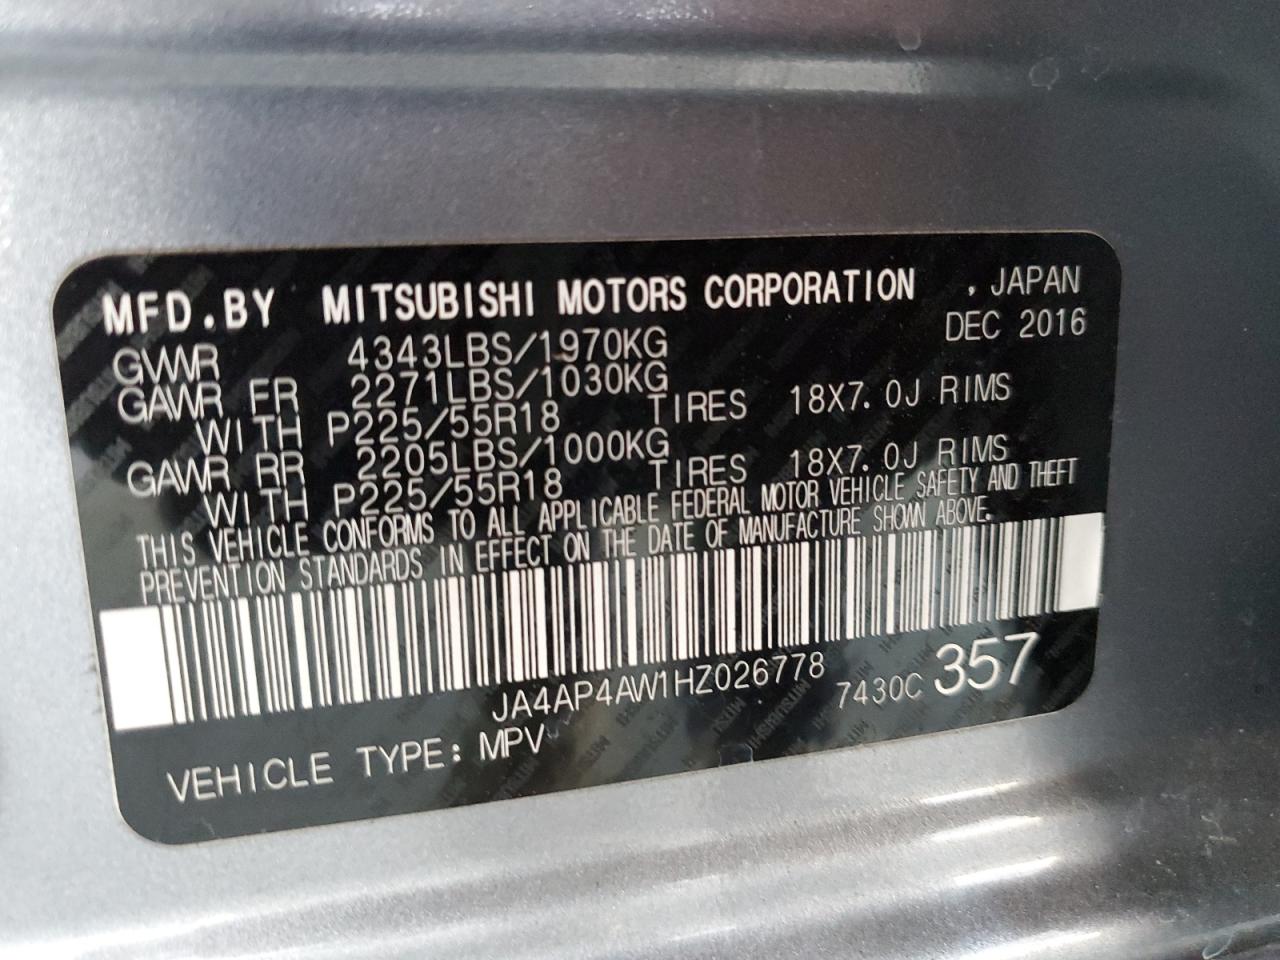 MFD.BY MITSUBISHI MOTORS CORPORATION , JAPAN
GVWR 4343LBS/1970KG DEC 2016
GAWR FR 2271LBS/1030KG
WITH P225/55R18 TIRES 18X7.0J RIMS
GAWR RR 2205LBS/1000KG
WITH P225/55R18 TIRES 18X7.0J RIMS
THIS VEHICLE CONFORMS TO ALL APPLICABLE FEDERAL MOTOR VEHICLE SAFETY AND THEFT
PREVENTION STANDARDS IN EFFECT ON THE DATE OF MANUFACTURE SHOWN ABOVE.
JA4AP4AW1HZ026778 7430C 357
VEHICLE TYPE: MPV